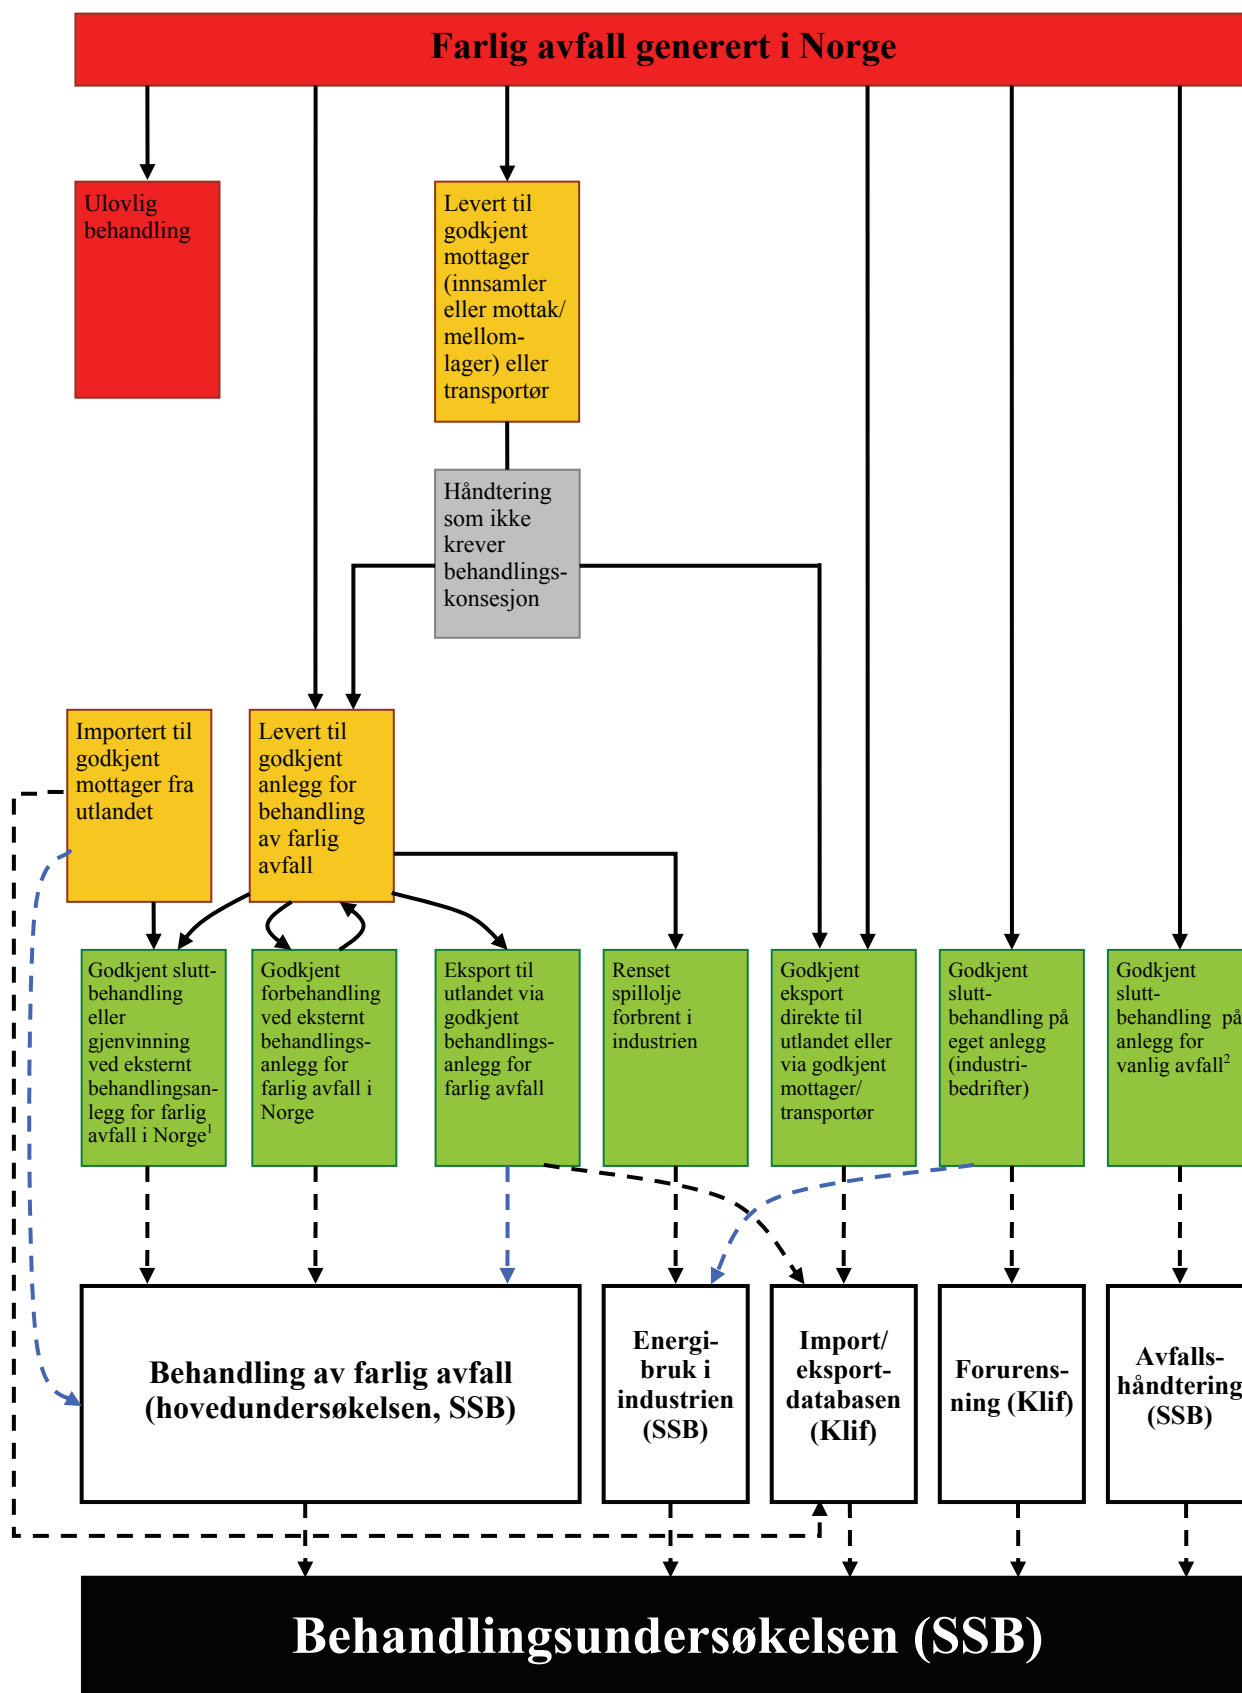 Farlig avfall generert i Norge
Ulovlig
behandling
Levert til
godkjent
mottager
(innsamler
eller mottak/
mellom-
lager) eller
transportør
Håndtering
som ikke
krever
behandlings-
konsesjon
Importert til
godkjent
mottager fra
utlandet
Levert til
godkjent
anlegg for
behandling
av farlig
avfall
Godkjent slutt-
behandling
eller
gjenvinning
ved eksternt
behandlingsan-
legg for farlig
avfall i Norge¹
Godkjent
forbehandling
ved eksternt
behandlings-
anlegg for
farlig avfall i
Norge
Eksport til
utlandet via
godkjent
behandlings-
anlegg for
farlig avfall
Renset
spillolje
forbrent i
industrien
Godkjent
eksport
direkte til
utlandet eller
via godkjent
mottager/
transportør
Godkjent
slutt-
behandling på
eget anlegg
(industri-
bedrifter)
Godkjent
slutt-
behandling på
anlegg for
vanlig avfall²
Behandling av farlig avfall
(hovedundersøkelsen, SSB)
Energi-
bruk i
industrien
(SSB)
Import/
eksport-
databasen
(Klif)
Forurens-
ning (Klif)
Avfalls-
håndtering
(SSB)
Behandlingsundersøkelsen (SSB)